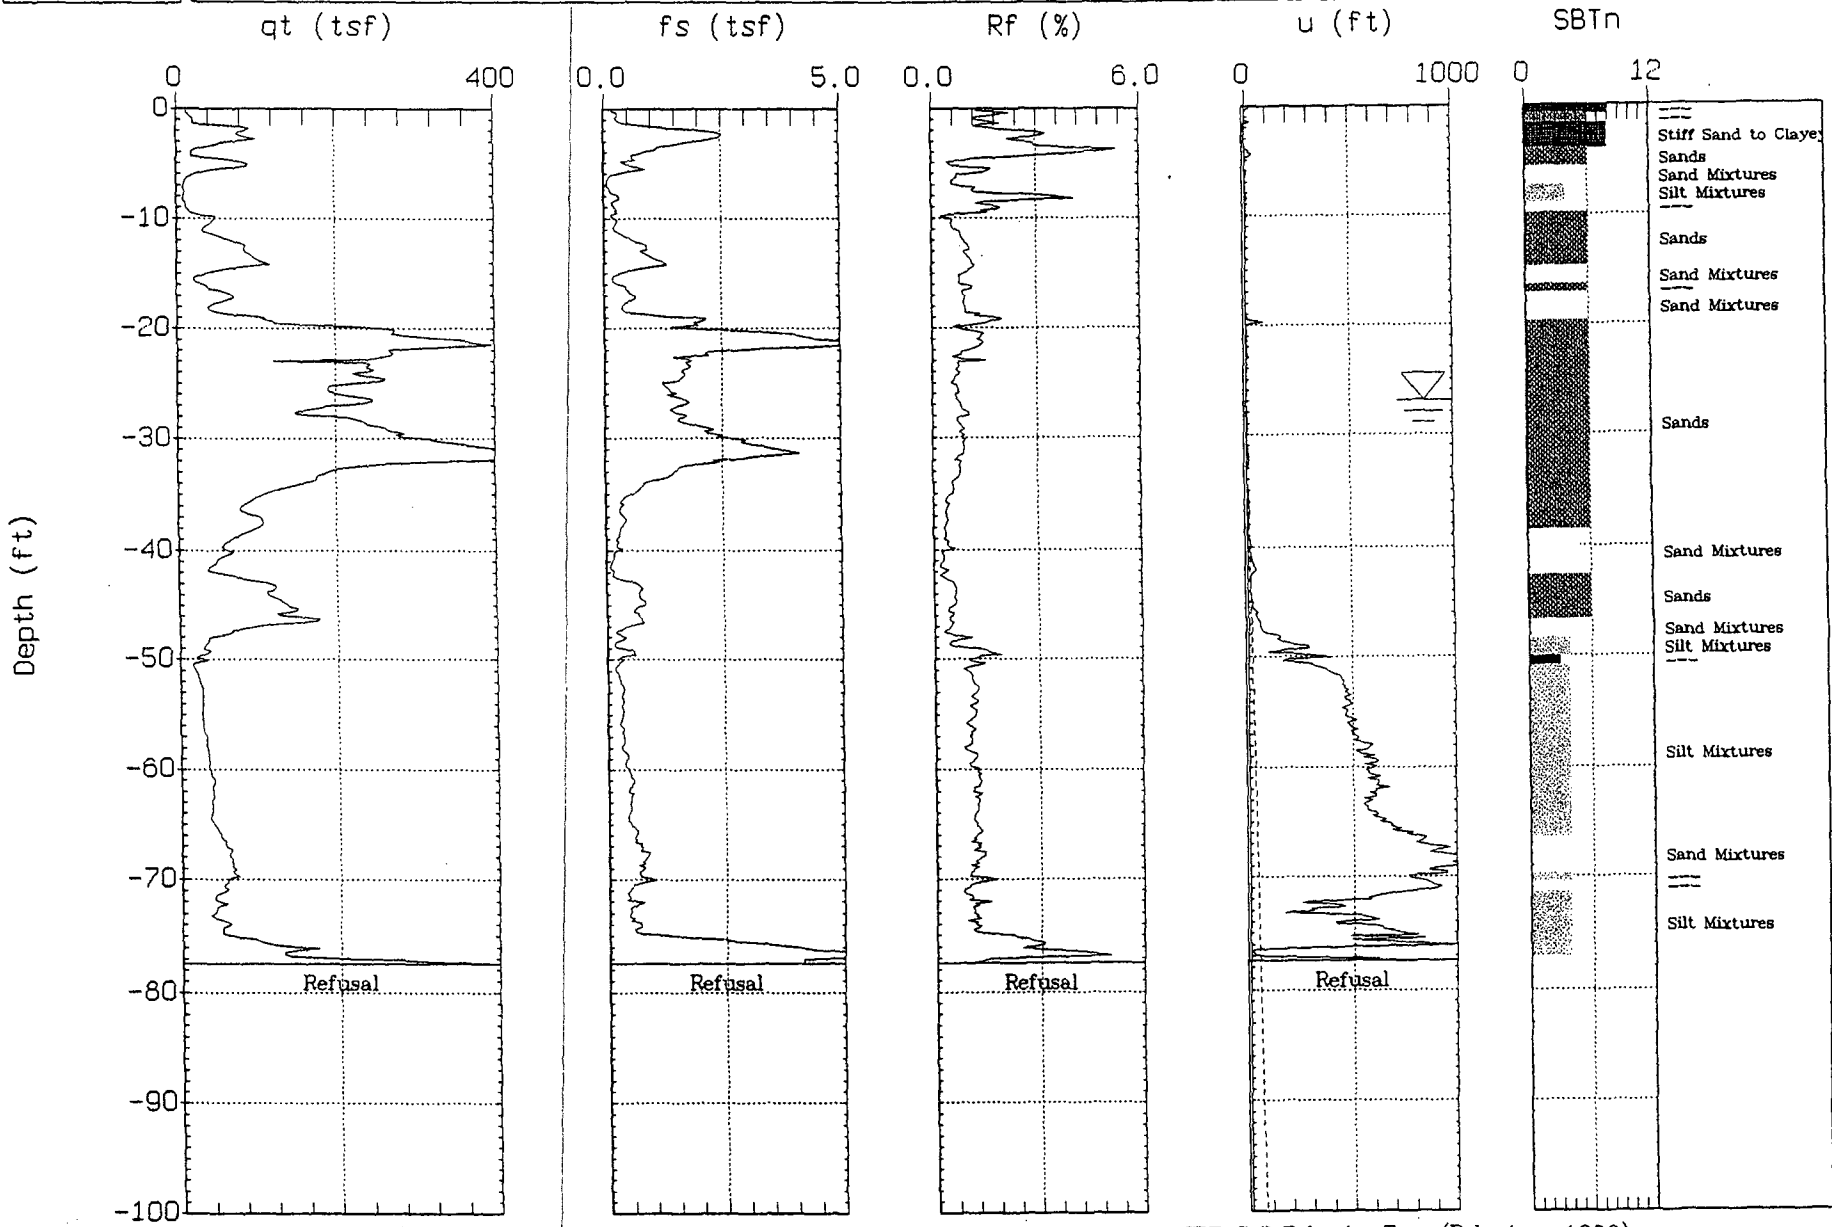 qt (tsf) fs (tsf) Rf (%) u (ft) SBTn
0 400 0.0 5.0 0.0 6.0 0 1000 0 12
0
-10
-20
-30
-40
-50
-60
-70
-80
-90
-100
Depth (ft)
Stiff Sand to Clayey
Sands
Sand Mixtures
Silt Mixtures
Sands
Sand Mixtures
Sand Mixtures
Sands
Sand Mixtures
Sands
Sand Mixtures
Silt Mixtures
Silt Mixtures
Sand Mixtures
Silt Mixtures
Refusal Refusal Refusal Refusal